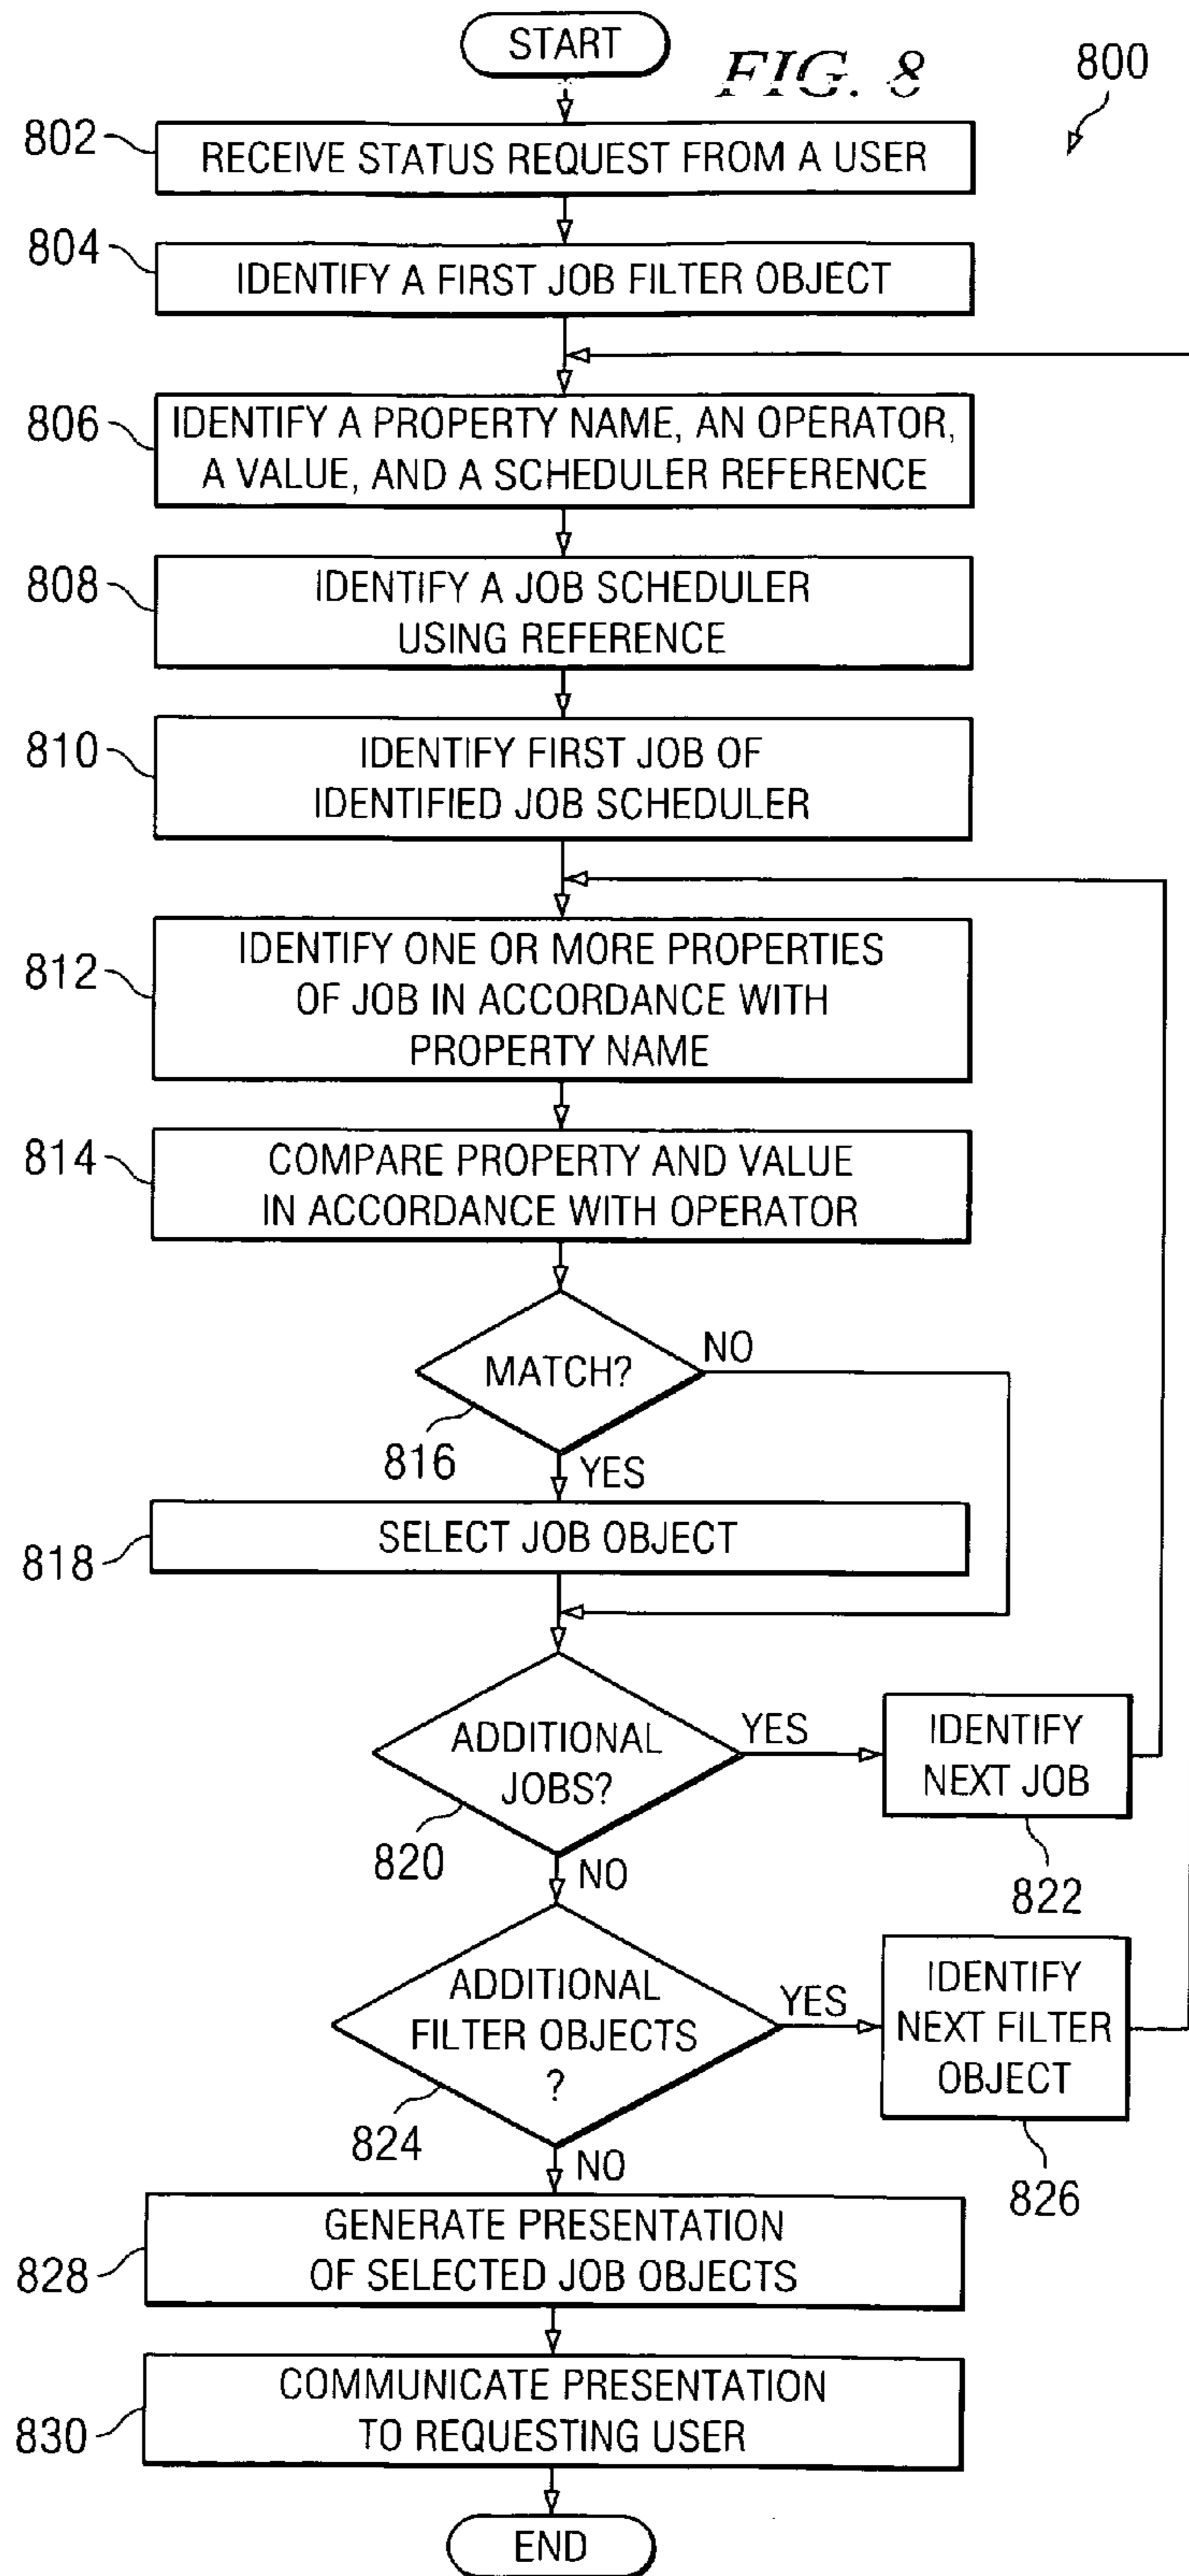 START
FIG. 8
800
802
RECEIVE STATUS REQUEST FROM A USER
804
IDENTIFY A FIRST JOB FILTER OBJECT
806
IDENTIFY A PROPERTY NAME, AN OPERATOR,
A VALUE, AND A SCHEDULER REFERENCE
808
IDENTIFY A JOB SCHEDULER
USING REFERENCE
810
IDENTIFY FIRST JOB OF
IDENTIFIED JOB SCHEDULER
812
IDENTIFY ONE OR MORE PROPERTIES
OF JOB IN ACCORDANCE WITH
PROPERTY NAME
814
COMPARE PROPERTY AND VALUE
IN ACCORDANCE WITH OPERATOR
MATCH?
NO
816
YES
818
SELECT JOB OBJECT
ADDITIONAL
JOBS?
YES
820
NO
IDENTIFY
NEXT JOB
822
ADDITIONAL
FILTER OBJECTS
?
YES
824
NO
IDENTIFY
NEXT FILTER
OBJECT
826
828
GENERATE PRESENTATION
OF SELECTED JOB OBJECTS
830
COMMUNICATE PRESENTATION
TO REQUESTING USER
END